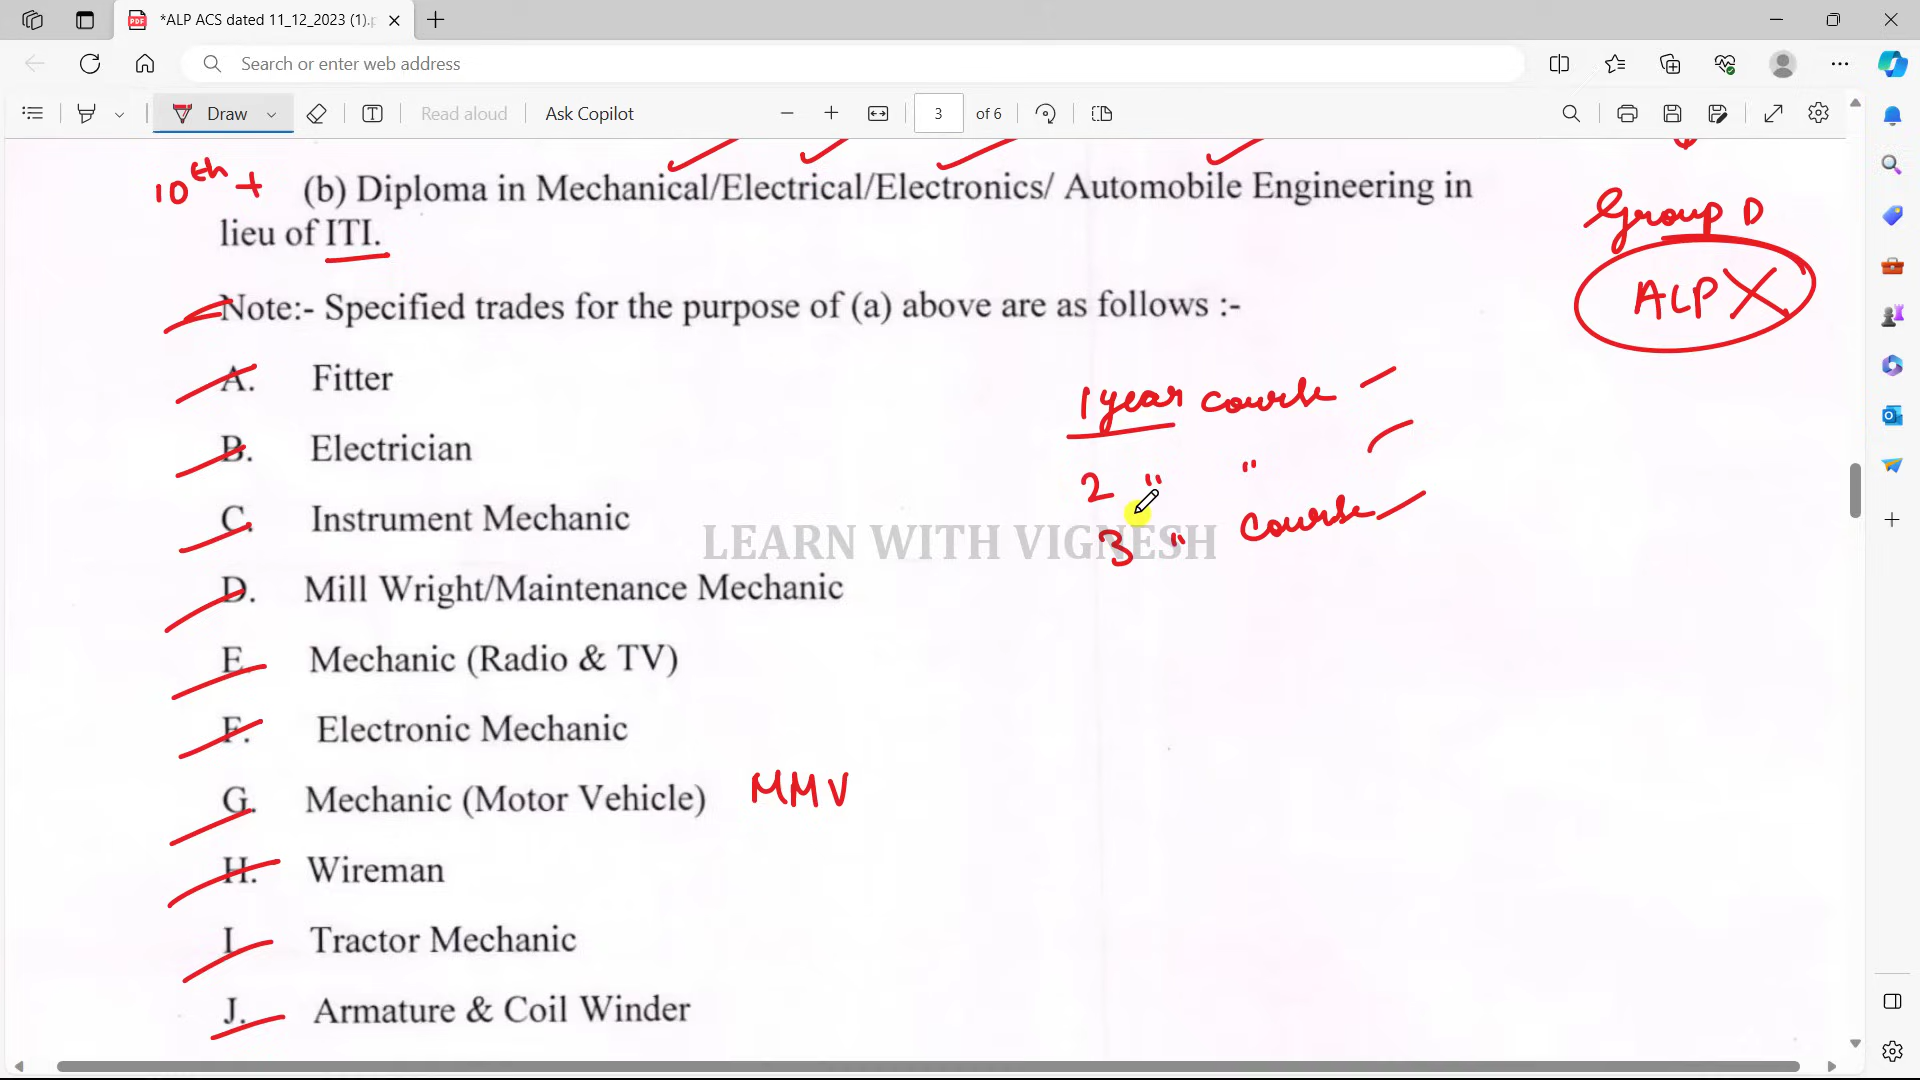 *ALP ACS dated 11_12_2023 (1).p
Search or enter web address
Draw
Read aloud
Ask Copilot
3 of 6
10th + (b) Diploma in Mechanical/Electrical/Electronics/ Automobile Engineering in
lieu of ITI.
Group D
ALP X
Note:- Specified trades for the purpose of (a) above are as follows :-
A. Fitter
1 year course
B. Electrician
2 " "
C. Instrument Mechanic
3 " course
LEARN WITH VIGNESH
D. Mill Wright/Maintenance Mechanic
E. Mechanic (Radio & TV)
F. Electronic Mechanic
G. Mechanic (Motor Vehicle) MMV
H. Wireman
I. Tractor Mechanic
J. Armature & Coil Winder